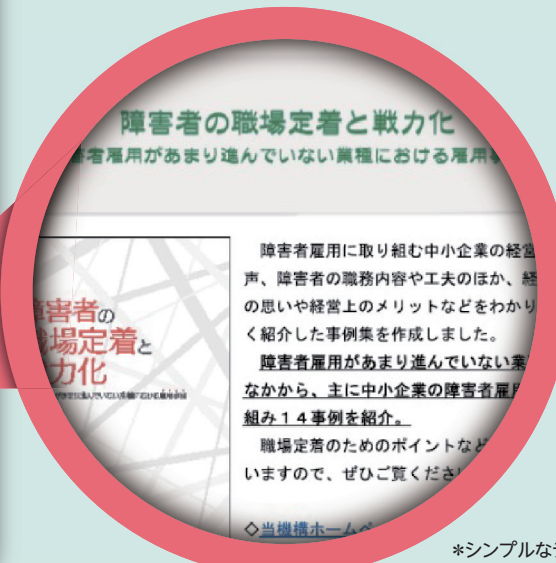 障害者の職場定着と戦力化
者雇用があまり進んでいない業種における雇用事
障害者の
職場定着と
力化
障害者雇用に取り組む中小企業の経営
声、障害者の職務内容や工夫のほか、経
の思いや経営上のメリットなどをわかり
く紹介した事例集を作成しました。
障害者雇用があまり進んでいない業
なかから、主に中小企業の障害者雇用
組み14事例を紹介。
職場定着のためのポイントなど
いますので、ぜひご覧ください
◇当機構ホームペ
*シンプルなデ